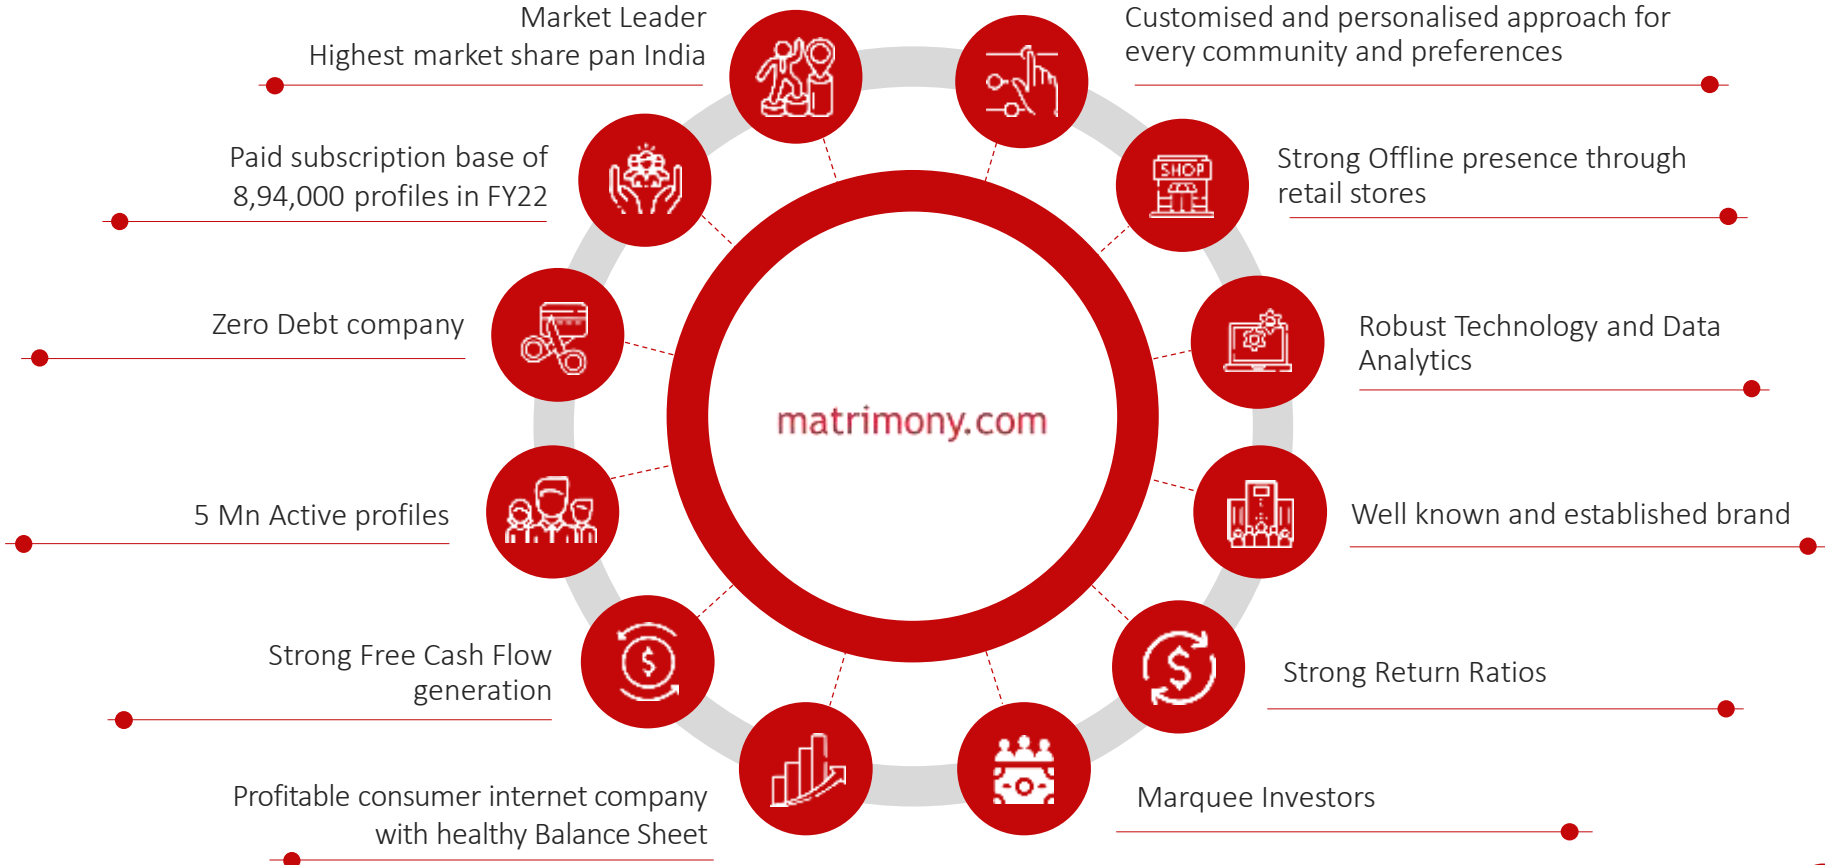 Market Leader
Highest market share pan India
Customised and personalised approach for
every community and preferences
Paid subscription base of
8,94,000 profiles in FY22
SHOP
Strong Offline presence through
retail stores
Zero Debt company
Robust Technology and Data
Analytics
matrimony.com
5 Mn Active profiles
Well known and established brand
Strong Free Cash Flow
generation
$
$
Strong Return Ratios
Profitable consumer internet company
with healthy Balance Sheet
Marquee Investors